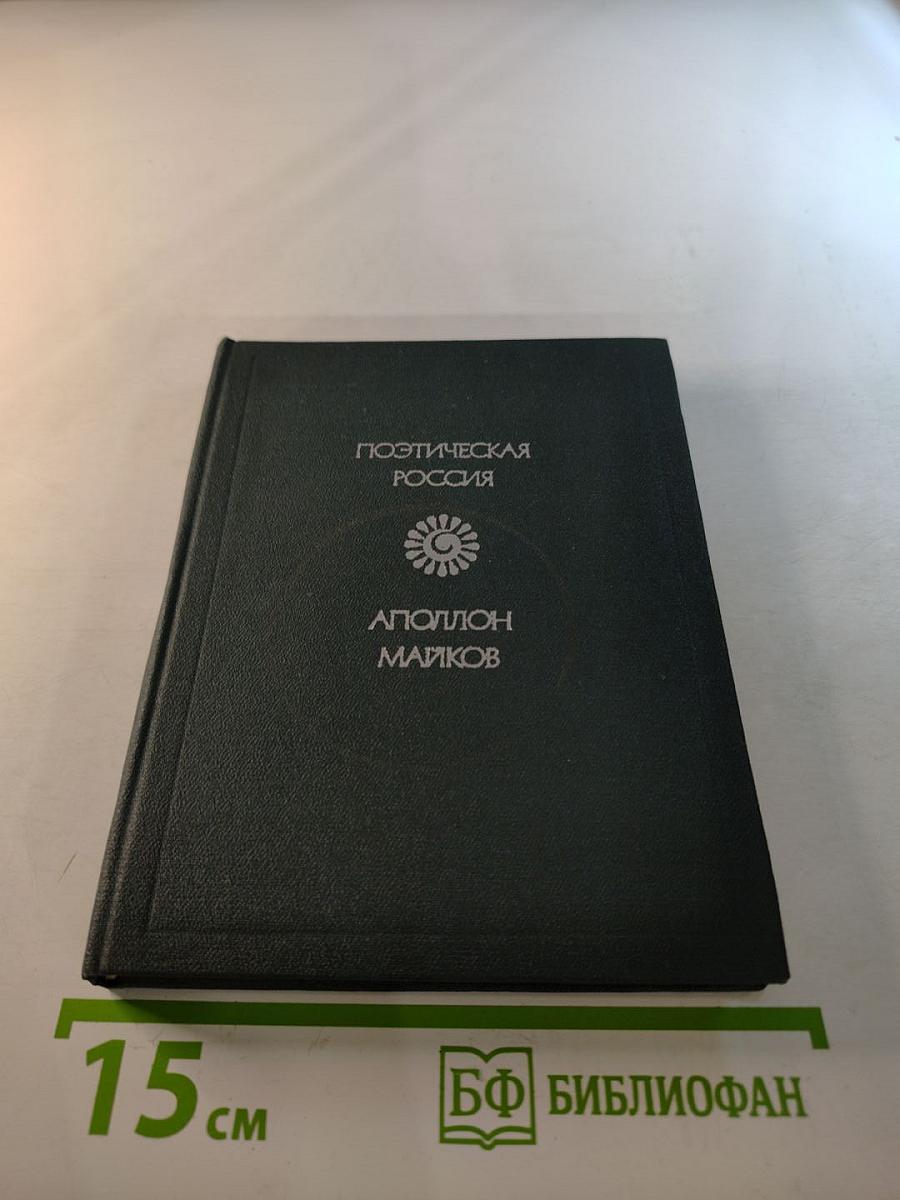 ПОЭТИЧЕСКАЯ
РОССИЯ
АПОЛЛОН
МАЙКОВ
15 см
БФ БИБЛИОФАН